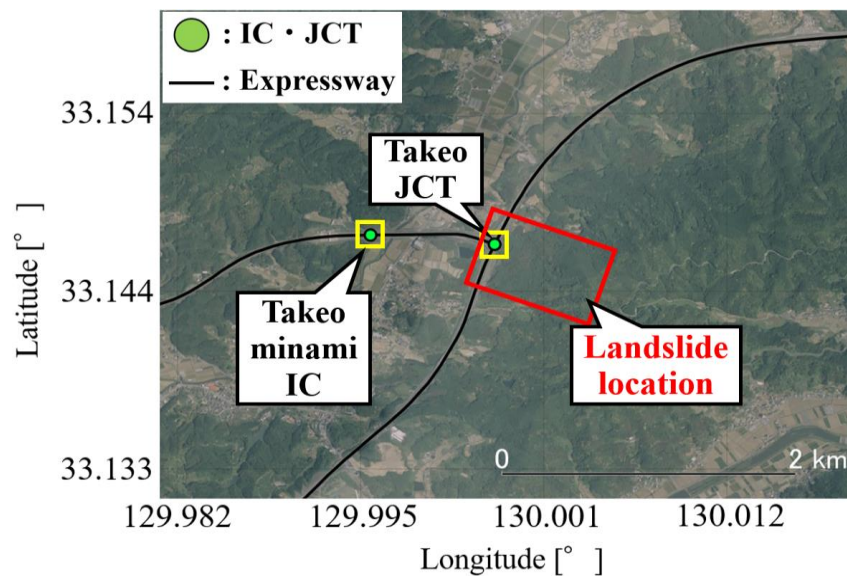 : IC・JCT
: Expressway
33.154
33.144
33.133
Latitude [°]
Takeo
JCT
Takeo
minami
IC
Landslide
location
0 2 km
129.982 129.995 130.001 130.012
Longitude [°]